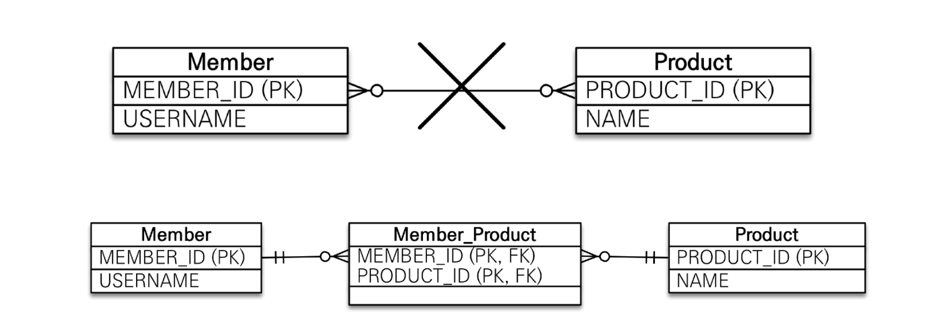 Member
MEMBER_ID (PK)
USERNAME
Product
PRODUCT_ID (PK)
NAME
Member
MEMBER_ID (PK)
USERNAME
Member_Product
MEMBER_ID (PK, FK)
PRODUCT_ID (PK, FK)
Product
PRODUCT_ID (PK)
NAME